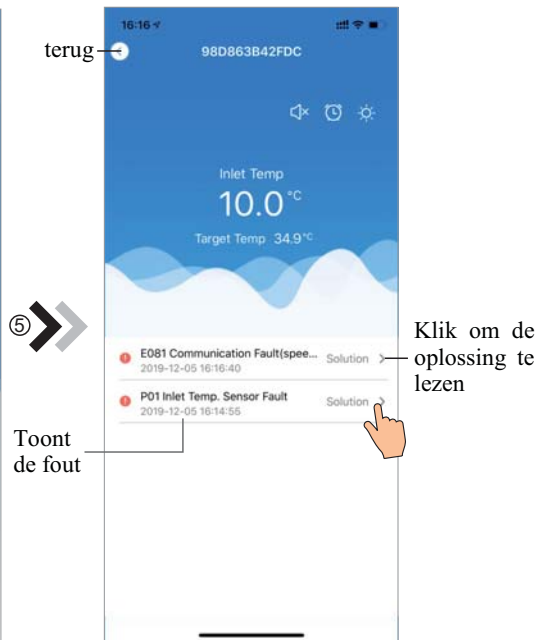 16:16
terug
98D863B42FDC
Inlet Temp
10.0°C
Target Temp 34.9°C
⑤
E081 Communication Fault(spee...
2019-12-05 16:16:40
Solution >
Klik om de
oplossing te
lezen
P01 Inlet Temp. Sensor Fault
2019-12-05 16:14:55
Solution >
Toont
de fout